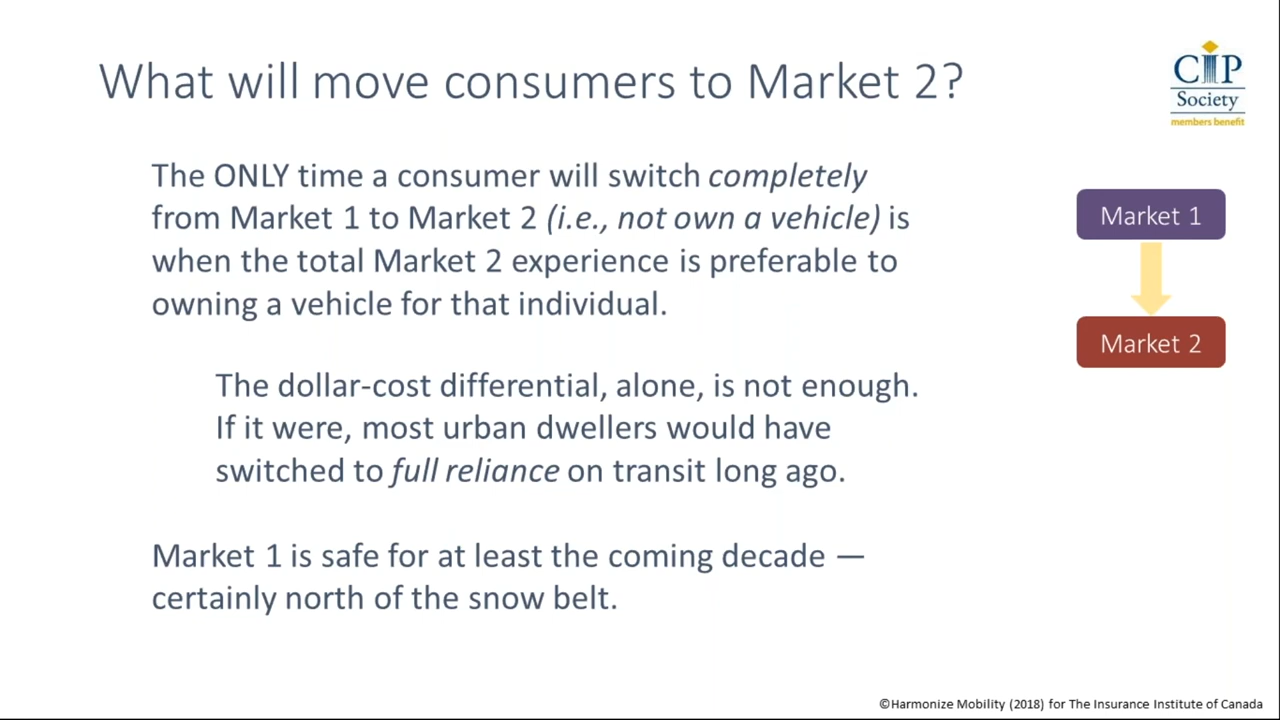 What will move consumers to Market 2?
CIP
Society
members benefit
The ONLY time a consumer will switch completely
from Market 1 to Market 2 (i.e., not own a vehicle) is
when the total Market 2 experience is preferable to
owning a vehicle for that individual.
Market 1
Market 2
The dollar-cost differential, alone, is not enough.
If it were, most urban dwellers would have
switched to full reliance on transit long ago.
Market 1 is safe for at least the coming decade —
certainly north of the snow belt.
©Harmonize Mobility (2018) for The Insurance Institute of Canada